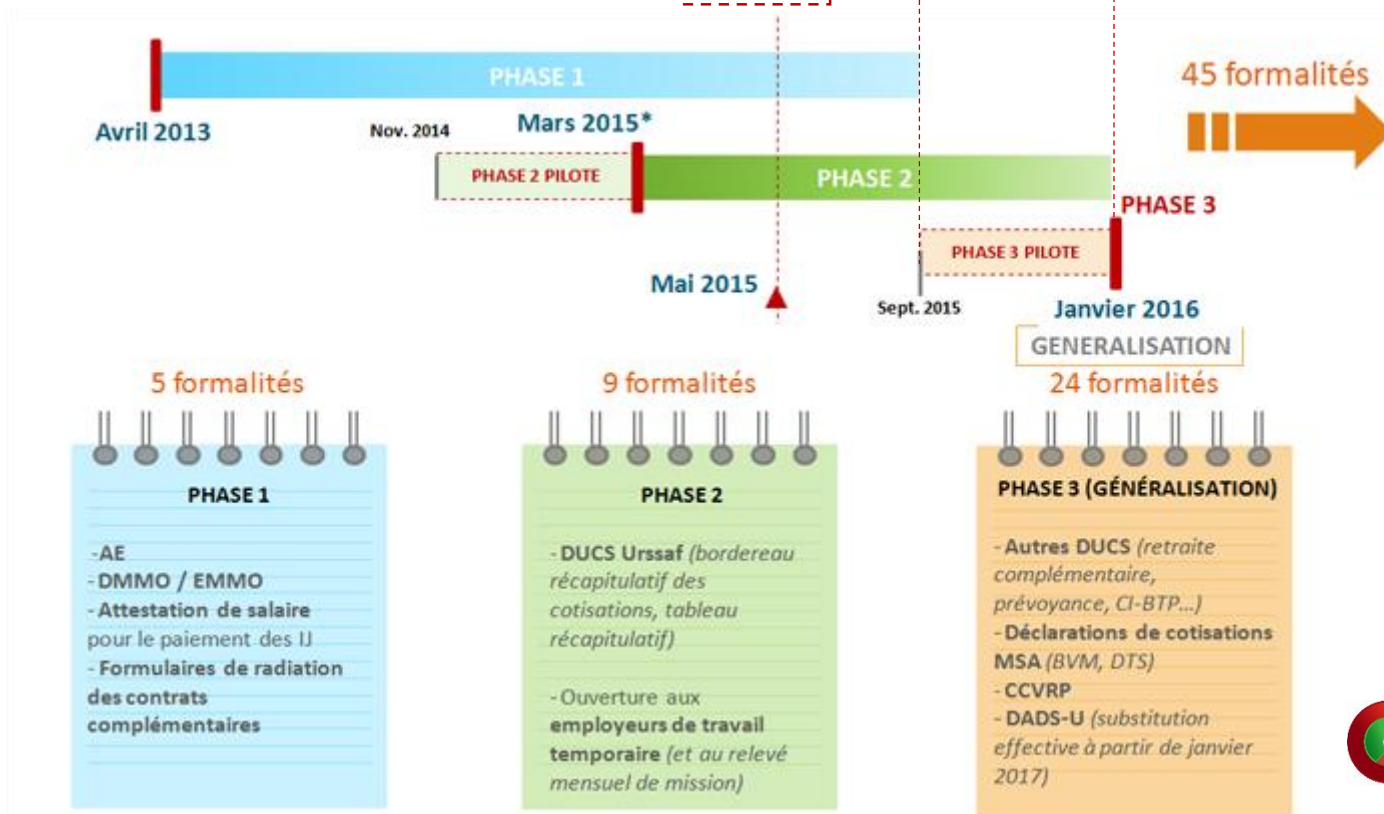 PHASE 1
45 formalités
Avril 2013
Nov. 2014
Mars 2015*
PHASE 2 PILOTE
PHASE 2
PHASE 3
PHASE 3 PILOTE
Mai 2015
Sept. 2015
Janvier 2016
GENERALISATION
5 formalités
9 formalités
24 formalités
PHASE 1
-AE
-DMMO / EMMO
-Attestation de salaire
pour le paiement des IJ
- Formulaires de radiation
des contrats
complémentaires
PHASE 2
-DUCS Urssaf (bordereau
récapitulatif des
cotisations, tableau
récapitulatif)
-Ouverture aux
employeurs de travail
temporaire (et au relevé
mensuel de mission)
PHASE 3 (GÉNÉRALISATION)
-Autres DUCS (retraite
complémentaire,
prévoyance, CI-BTP...)
-Déclarations de cotisations
MSA (BVM, DTS)
-CCVRP
-DADS-U (substitution
effective à partir de janvier
2017)